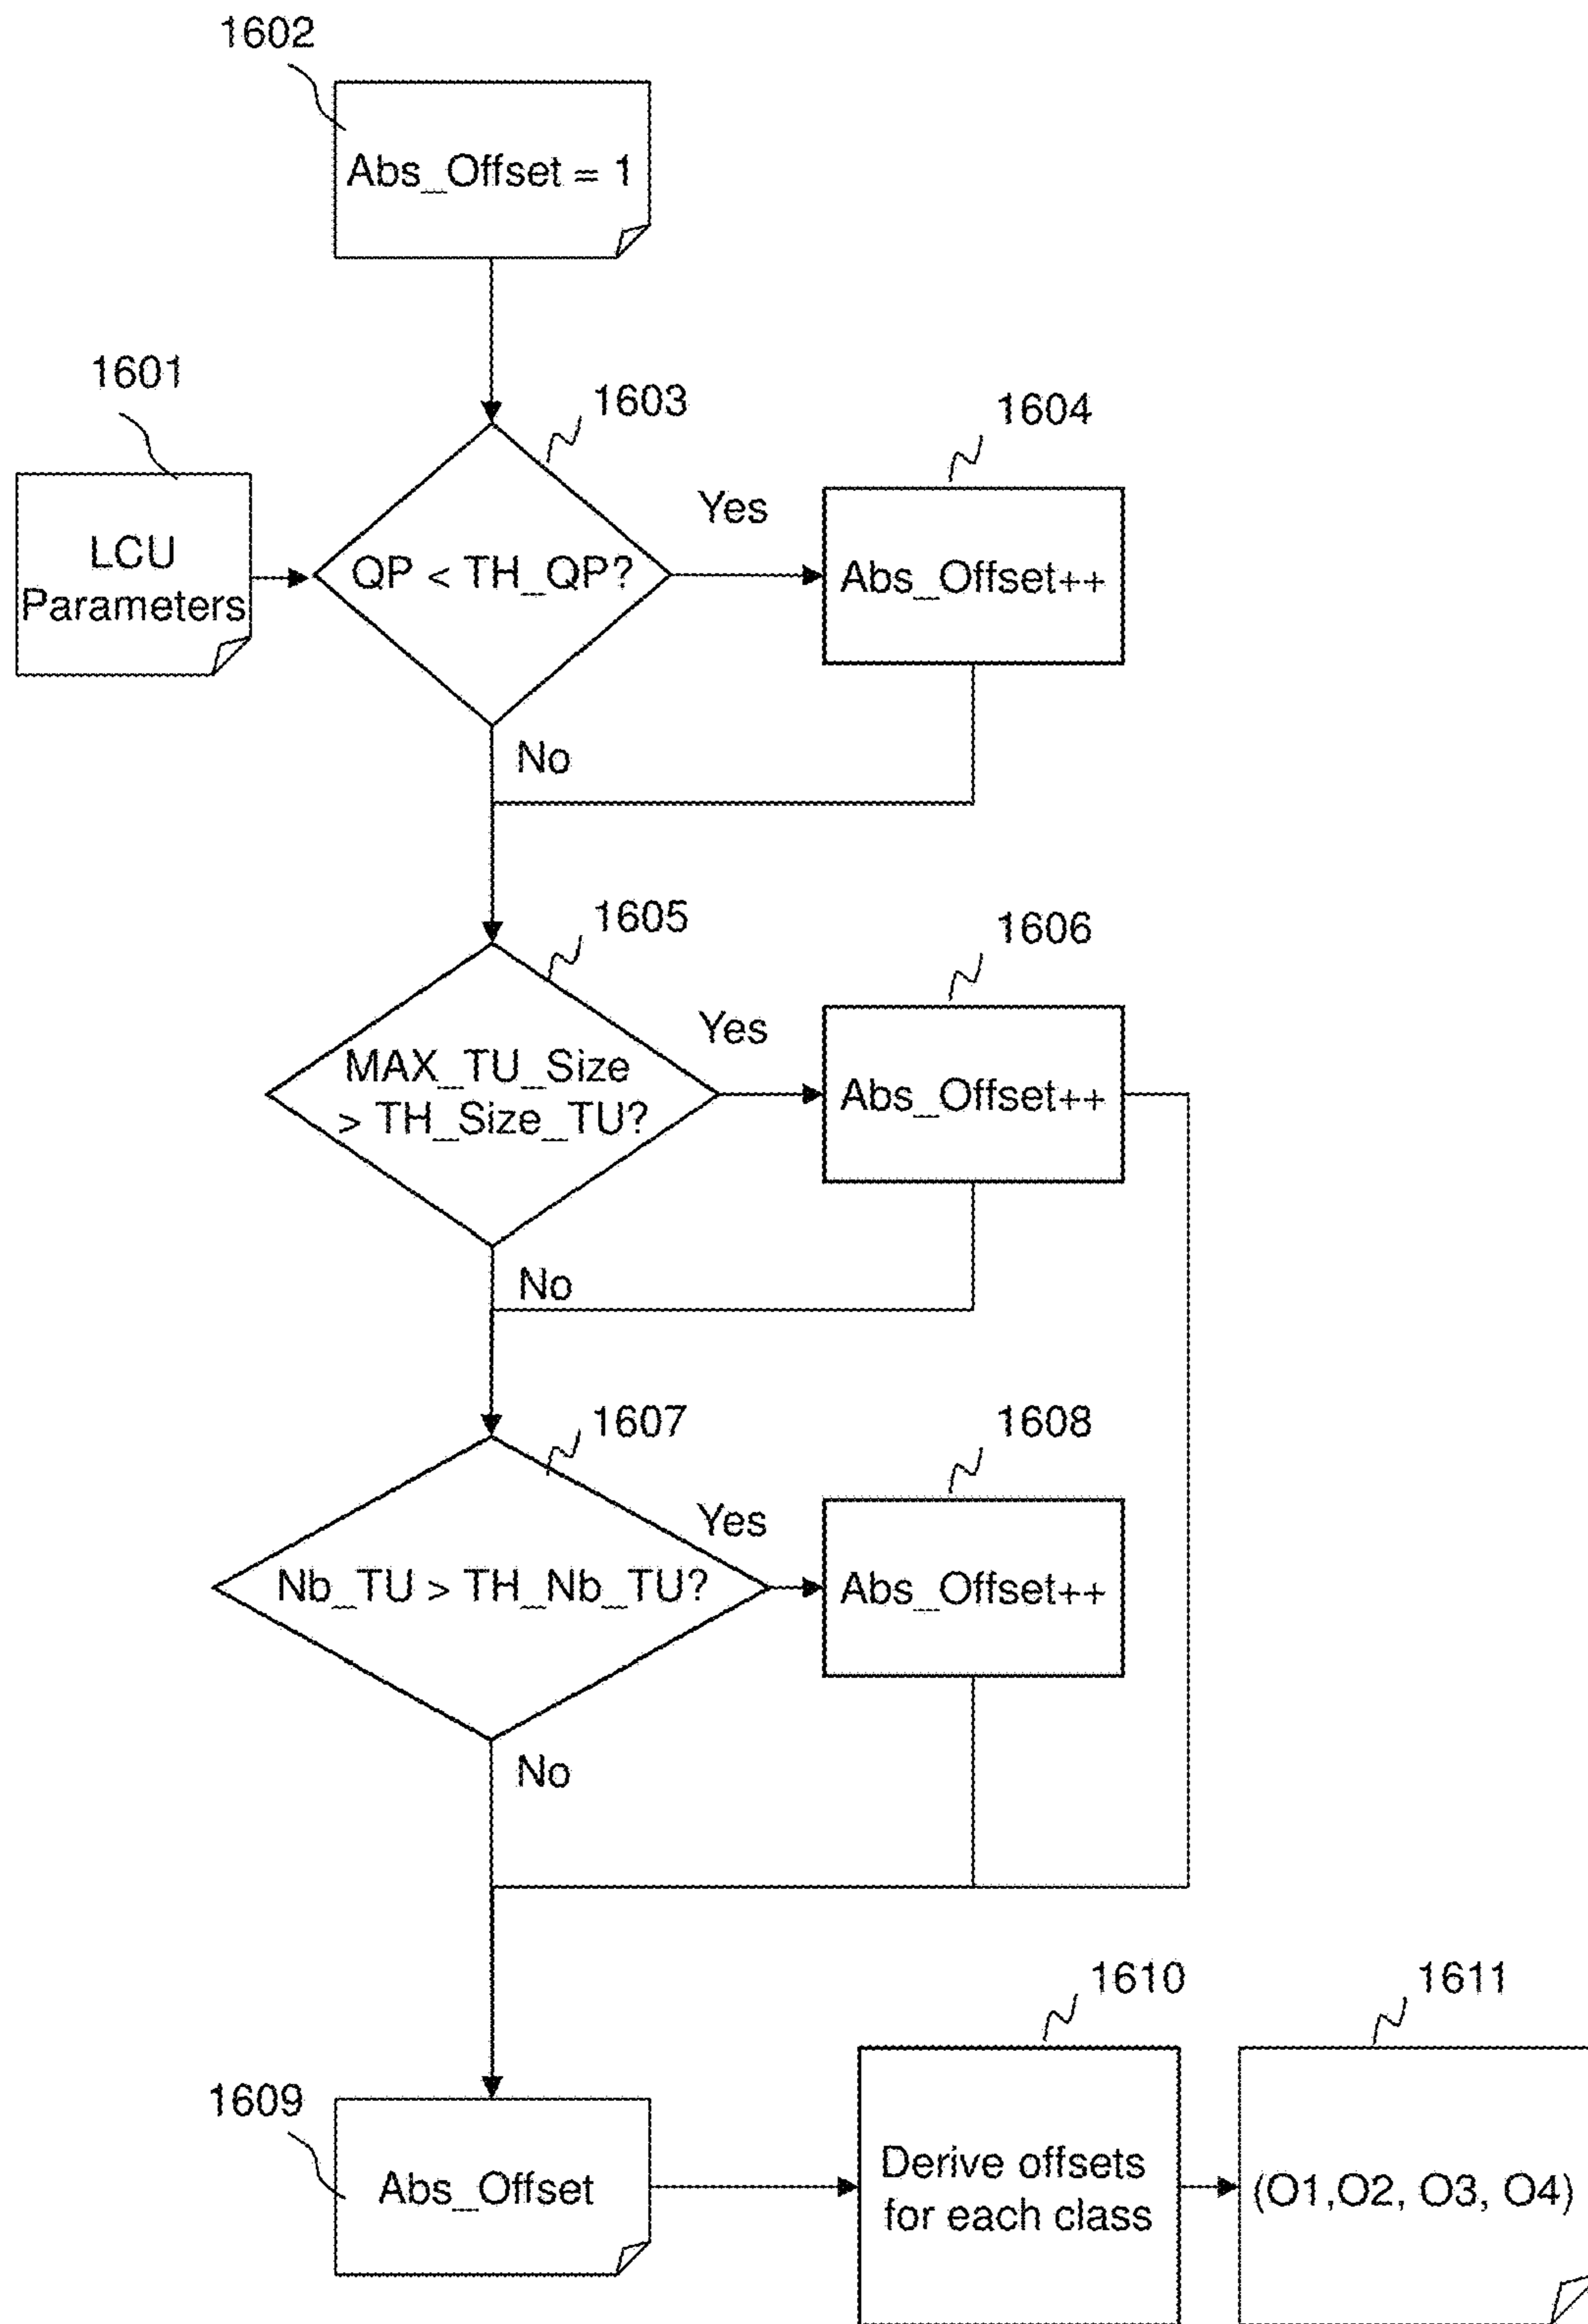 1602
Abs_Offset = 1
1601
1603
1604
LCU
Parameters
QP < TH_QP?
Yes
Abs_Offset++
No
1605
1606
MAX_TU_Size
> TH_Size_TU?
Yes
Abs_Offset++
No
1607
1608
Nb_TU > TH_Nb_TU?
Yes
Abs_Offset++
No
1610
1611
1609
Abs_Offset
Derive offsets
for each class
(O1,O2, O3, O4)